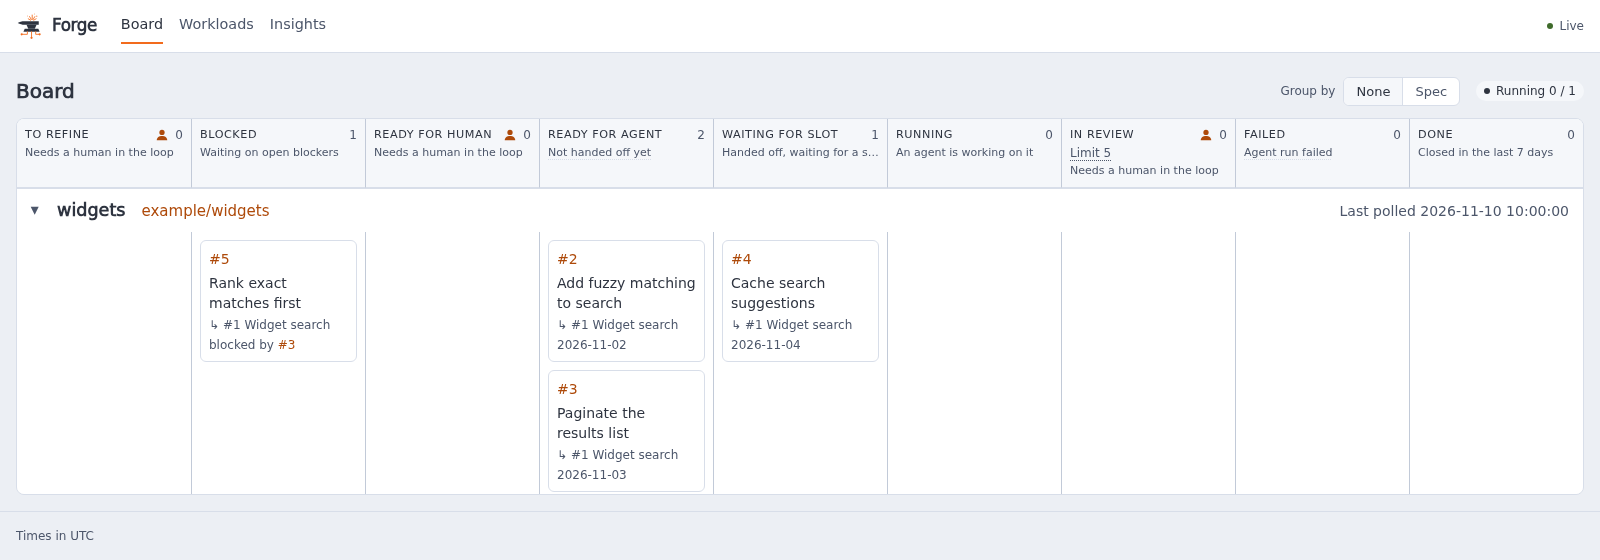 Forge
Board Workloads Insights
Live
Board
Group by None Spec
Running 0 / 1
TO REFINE 0
Needs a human in the loop
BLOCKED 1
Waiting on open blockers
READY FOR HUMAN 0
Needs a human in the loop
READY FOR AGENT 2
Not handed off yet
WAITING FOR SLOT 1
Handed off, waiting for a s...
RUNNING 0
An agent is working on it
IN REVIEW 0
Limit 5
Needs a human in the loop
FAILED 0
Agent run failed
DONE 0
Closed in the last 7 days
▼ widgets example/widgets
Last polled 2026-11-10 10:00:00
#5
Rank exact
matches first
↳ #1 Widget search
blocked by #3
#2
Add fuzzy matching
to search
↳ #1 Widget search
2026-11-02
#3
Paginate the
results list
↳ #1 Widget search
2026-11-03
#4
Cache search
suggestions
↳ #1 Widget search
2026-11-04
Times in UTC